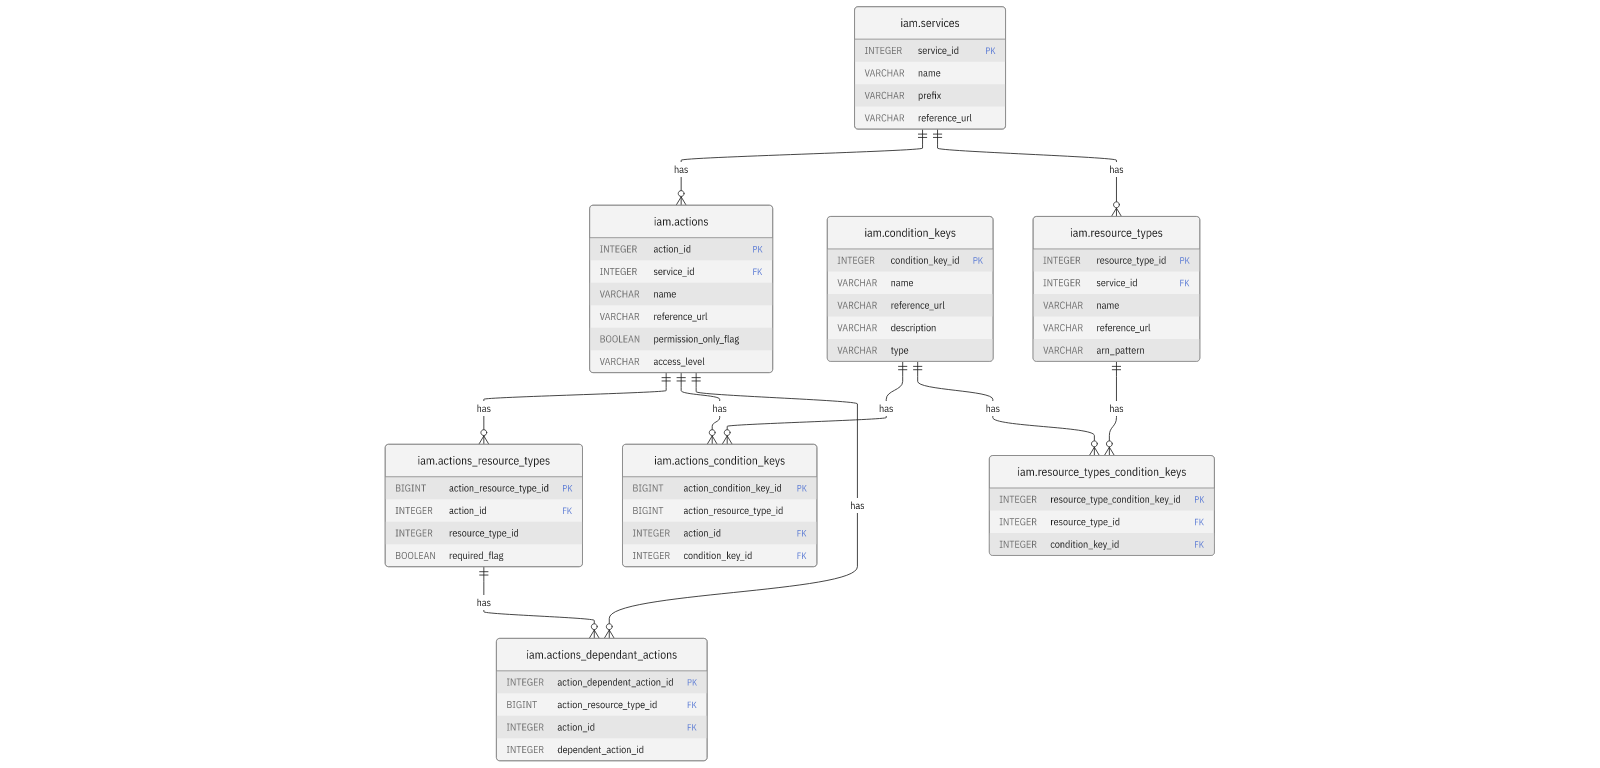 iam.services
INTEGER service_id PK
VARCHAR name
VARCHAR prefix
VARCHAR reference_url
has
has
iam.actions
INTEGER action_id PK
INTEGER service_id FK
VARCHAR name
VARCHAR reference_url
BOOLEAN permission_only_flag
VARCHAR access_level
iam.condition_keys
INTEGER condition_key_id PK
VARCHAR name
VARCHAR reference_url
VARCHAR description
VARCHAR type
iam.resource_types
INTEGER resource_type_id PK
INTEGER service_id FK
VARCHAR name
VARCHAR reference_url
VARCHAR arn_pattern
has
has
has
has
has
iam.actions_resource_types
BIGINT action_resource_type_id PK
INTEGER action_id FK
INTEGER resource_type_id
BOOLEAN required_flag
iam.actions_condition_keys
BIGINT action_condition_key_id PK
BIGINT action_resource_type_id
INTEGER action_id FK
INTEGER condition_key_id FK
has
iam.resource_types_condition_keys
INTEGER resource_type_condition_key_id PK
INTEGER resource_type_id FK
INTEGER condition_key_id FK
has
iam.actions_dependant_actions
INTEGER action_dependent_action_id PK
BIGINT action_resource_type_id FK
INTEGER action_id FK
INTEGER dependent_action_id